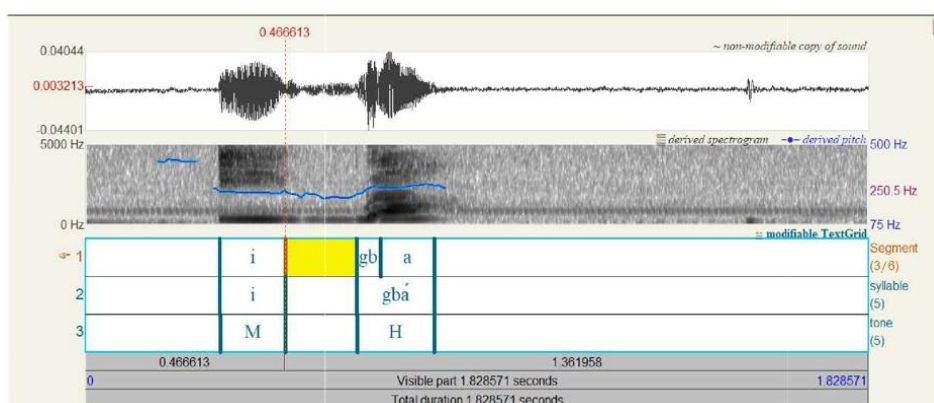 0.466613
0.04044
~ non-modifiable copy of sound
0.003213
-0.04401
5000 Hz
derived spectrogram
derived pitch
500 Hz
250.5 Hz
0 Hz
75 Hz
modifiable TextGrid
1
i
gb
a
Segment
(3/6)
2
i
gbá
syllable
(5)
3
M
H
tone
(5)
0.466613
1.361958
0
Visible part 1.828571 seconds
1.828571
Total duration 1.828571 seconds